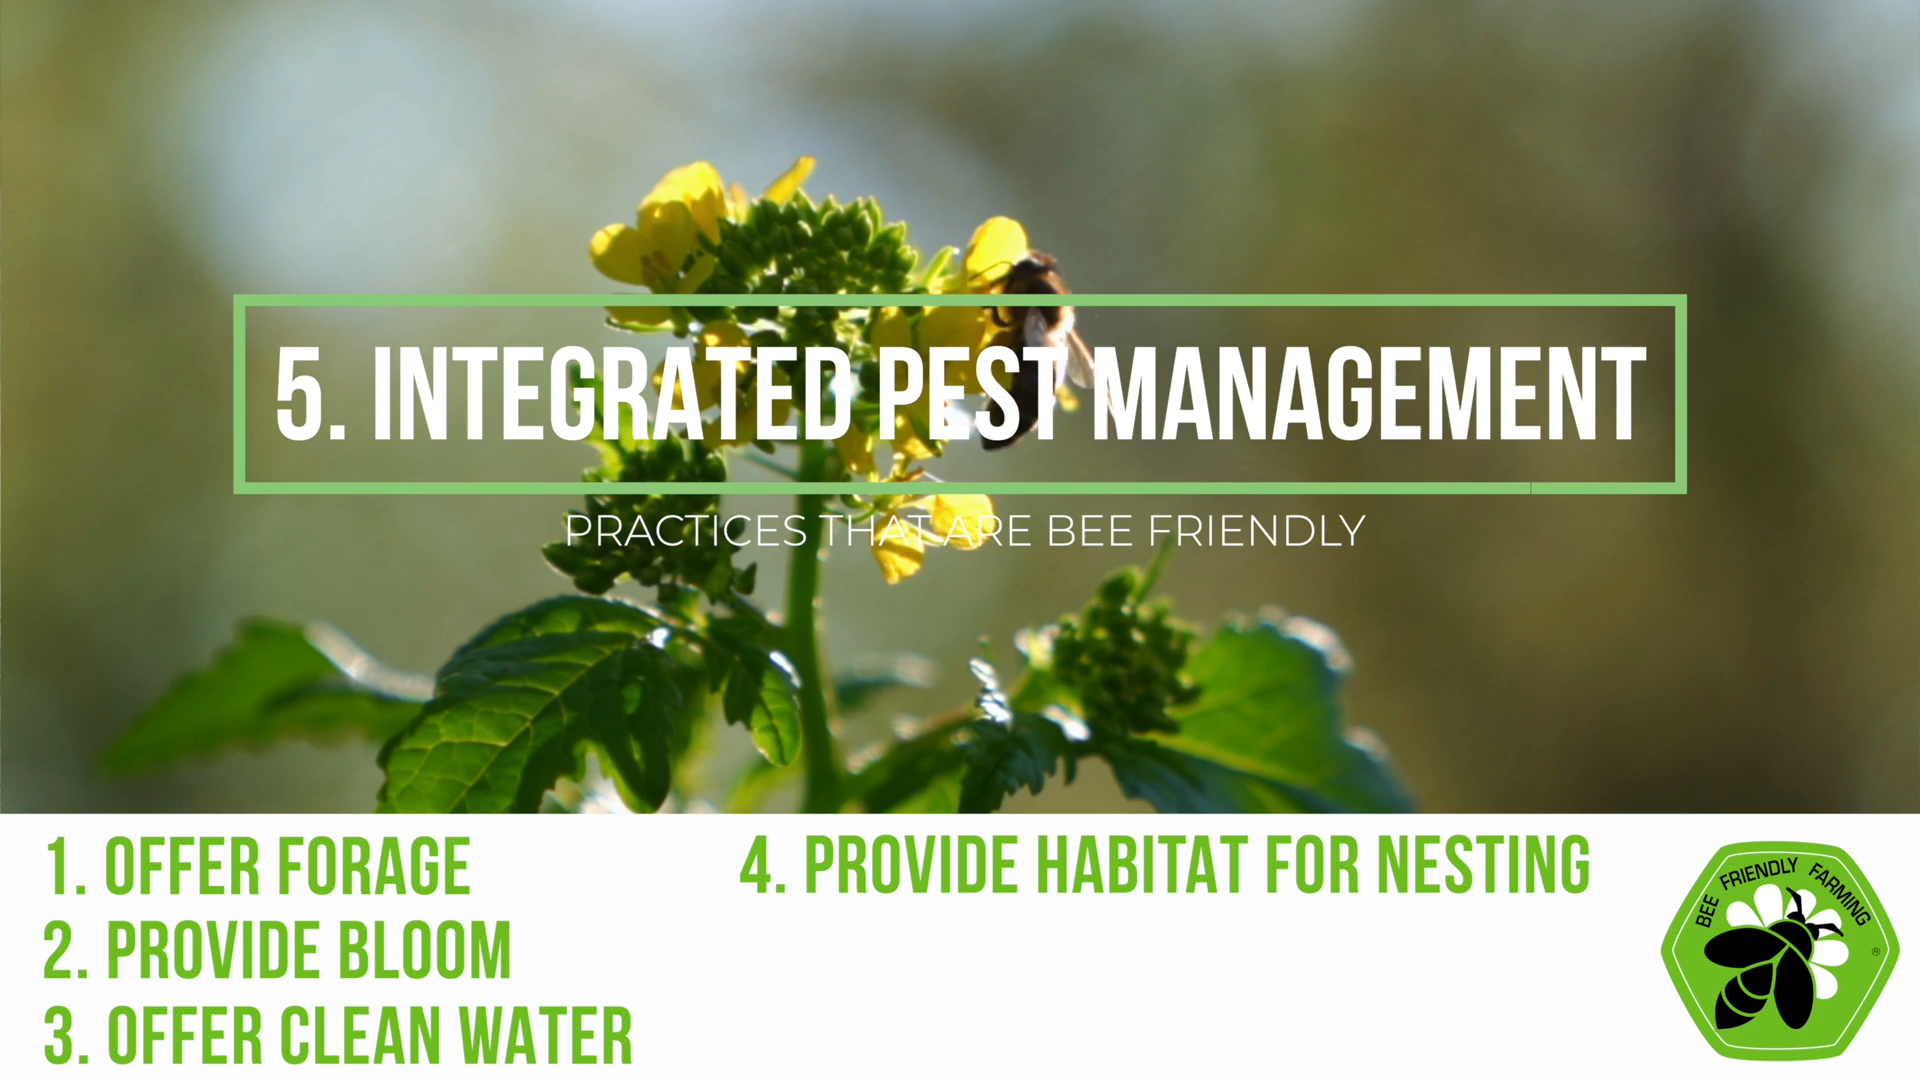 5. INTEGRATED PEST MANAGEMENT
PRACTICES THAT ARE BEE FRIENDLY
1. OFFER FORAGE
2. PROVIDE BLOOM
3. OFFER CLEAN WATER
4. PROVIDE HABITAT FOR NESTING
BEE FRIENDLY FARMING
®